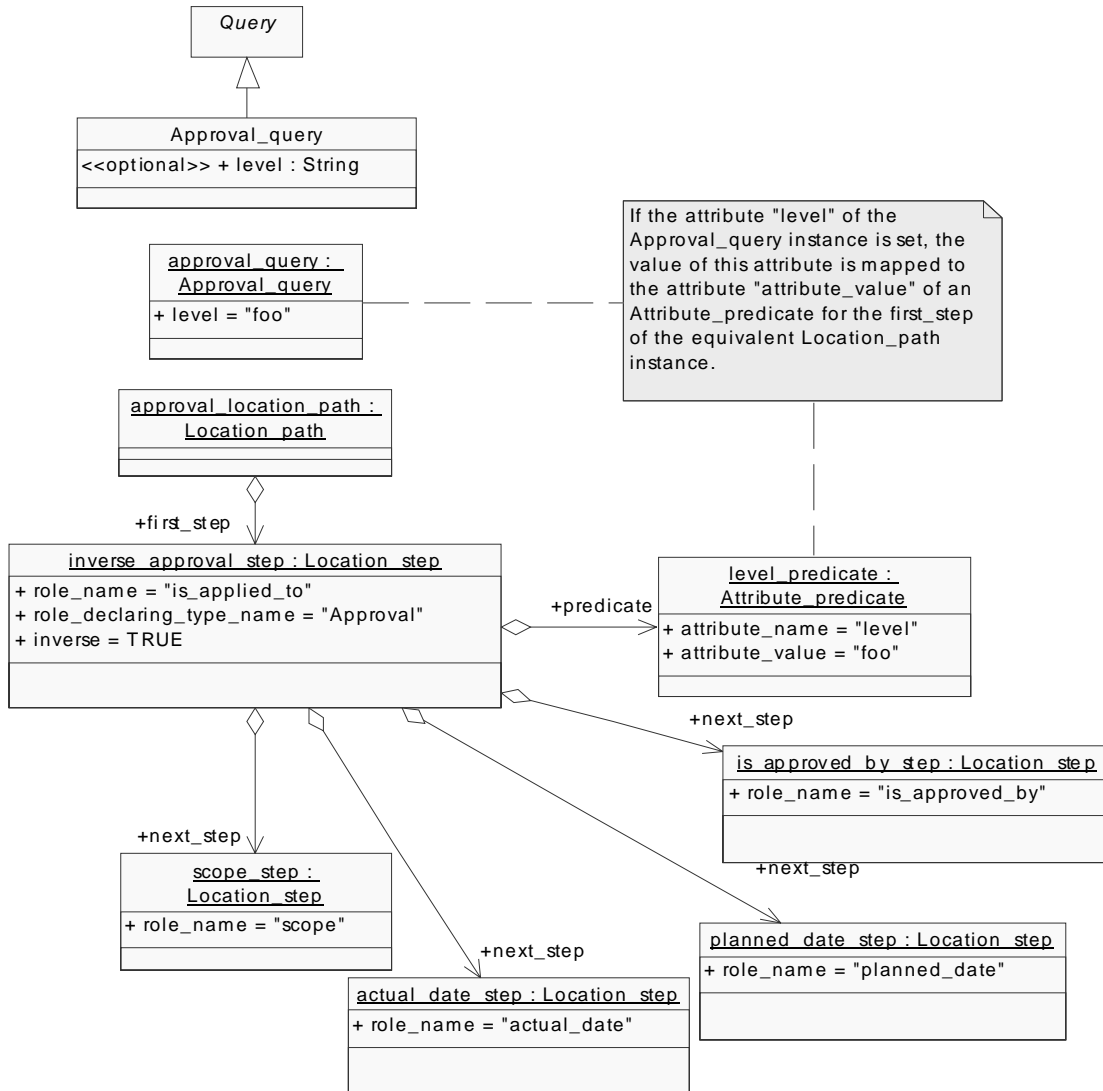 Query
Approval_query
<<optional>> + level : String
approval_query :
Approval_query
+ level = "foo"
If the attribute "level" of the
Approval_query instance is set, the
value of this attribute is mapped to
the attribute "attribute_value" of an
Attribute_predicate for the first_step
of the equivalent Location_path
instance.
approval_location_path :
Location_path
+first_step
inverse_approval_step : Location_step
+ role_name = "is_applied_to"
+ role_declaring_type_name = "Approval"
+ inverse = TRUE
+predicate
level_predicate :
Attribute_predicate
+ attribute_name = "level"
+ attribute_value = "foo"
+next_step
is_approved_by_step : Location_step
+ role_name = "is_approved_by"
+next_step
scope_step :
Location_step
+ role_name = "scope"
+next_step
planned_date_step : Location_step
+ role_name = "planned_date"
+next_step
actual_date_step : Location_step
+ role_name = "actual_date"